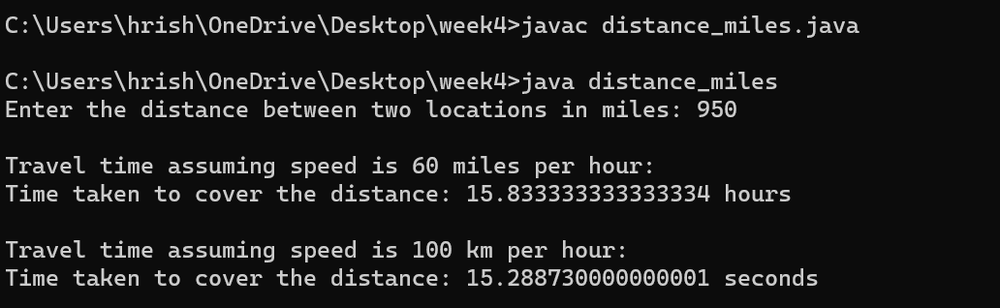 C:\Users\hrish\OneDrive\Desktop\week4>javac distance_miles.java
C:\Users\hrish\OneDrive\Desktop\week4>java distance_miles
Enter the distance between two locations in miles: 950
Travel time assuming speed is 60 miles per hour:
Time taken to cover the distance: 15.833333333333334 hours
Travel time assuming speed is 100 km per hour:
Time taken to cover the distance: 15.288730000000001 seconds